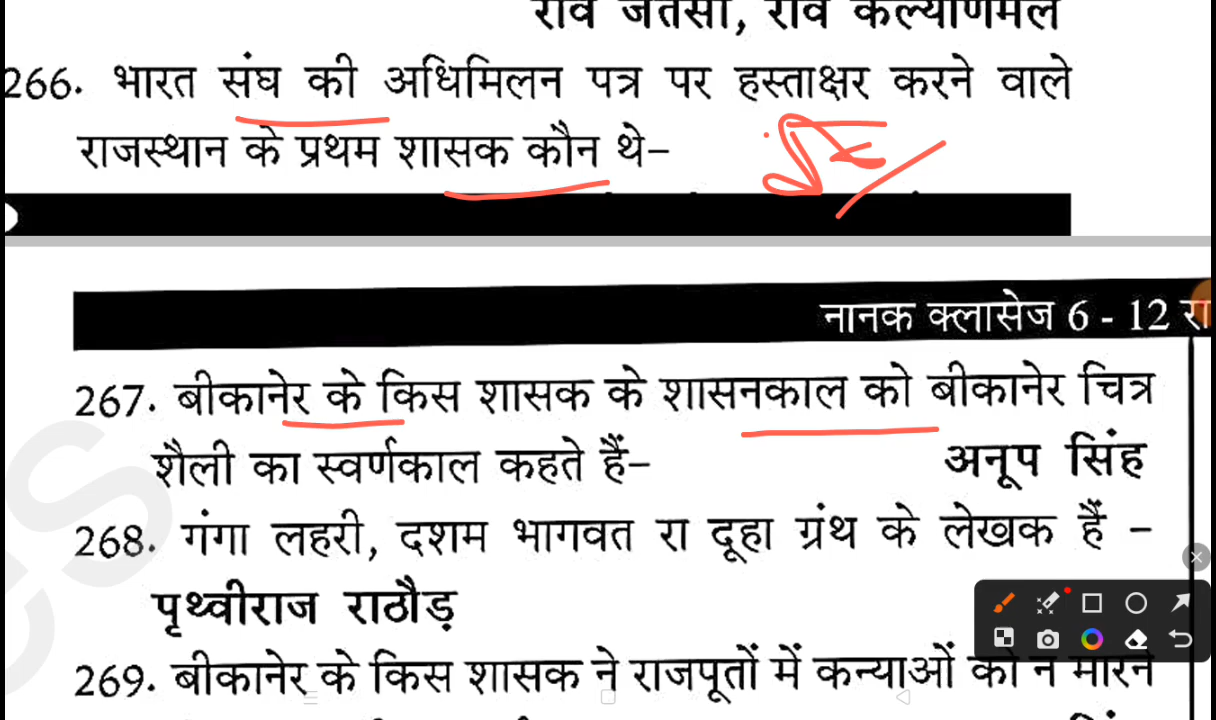 राव जैतसी, राव कल्याणमल
266. भारत संघ की अधिमिलन पत्र पर हस्ताक्षर करने वाले
राजस्थान के प्रथम शासक कौन थे–
नानक क्लासेज 6 - 12 रा
267. बीकानेर के किस शासक के शासनकाल को बीकानेर चित्र
शैली का स्वर्णकाल कहते हैं– अनूप सिंह
268. गंगा लहरी, दशम भागवत रा दूहा ग्रंथ के लेखक हैं –
पृथ्वीराज राठौड़
269. बीकानेर के किस शासक ने राजपूतों में कन्याओं को न मारने